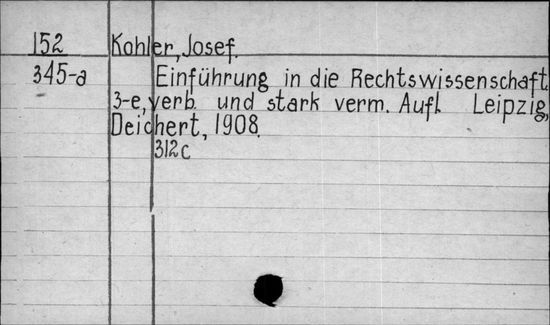 152 Kohler, Josef.
345-a Einführung in die Rechtswissenschaft.
3-e, verb. und stark verm. Aufl. Leipzig,
Deichert, 1908.
312 c